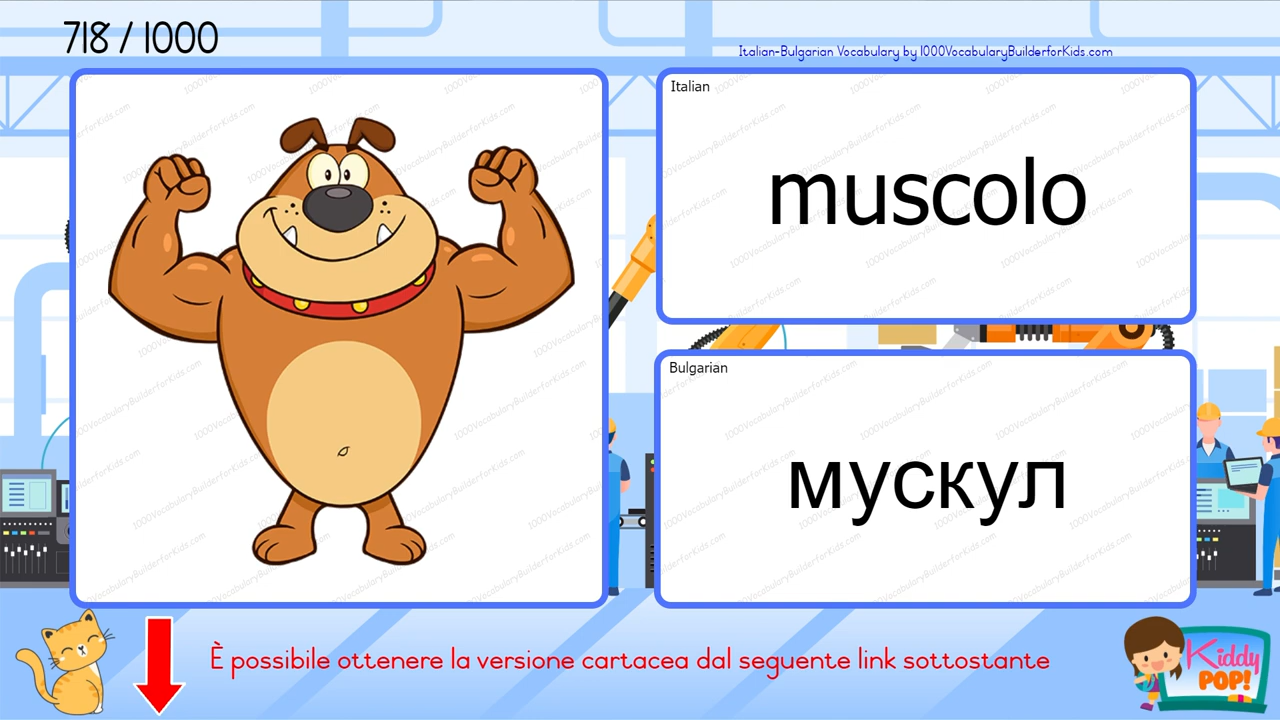 718 / 1000
Italian-Bulgarian Vocabulary by 1000VocabularyBuilderforKids.com
Italian
muscolo
Bulgarian
мускул
È possibile ottenere la versione cartacea dal seguente link sottostante
Kiddy
POP!